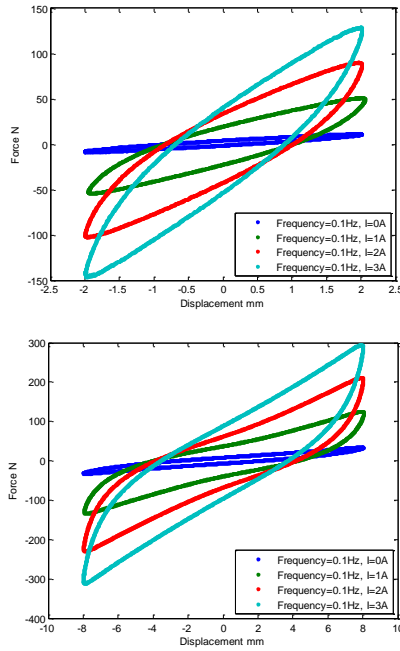 150
100
50
0
-50
-100
-150
Force N
-2.5 -2 -1.5 -1 -0.5 0 0.5 1 1.5 2 2.5
Displacement mm
Frequency=0.1Hz, I=0A
Frequency=0.1Hz, I=1A
Frequency=0.1Hz, I=2A
Frequency=0.1Hz, I=3A
300
200
100
0
-100
-200
-300
-400
Force N
-10 -8 -6 -4 -2 0 2 4 6 8 10
Displacement mm
Frequency=0.1Hz, I=0A
Frequency=0.1Hz, I=1A
Frequency=0.1Hz, I=2A
Frequency=0.1Hz, I=3A